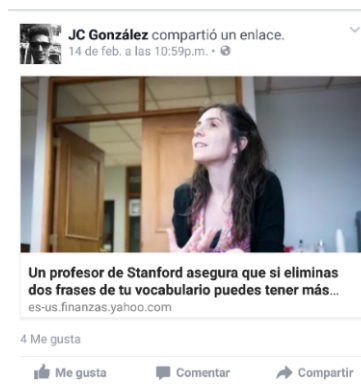 JC González compartió un enlace.
14 de feb. a las 10:59p.m. •
Un profesor de Stanford asegura que si eliminas
dos frases de tu vocabulario puedes tener más...
es-us.finanzas.yahoo.com
4 Me gusta
Me gusta Comentar Compartir